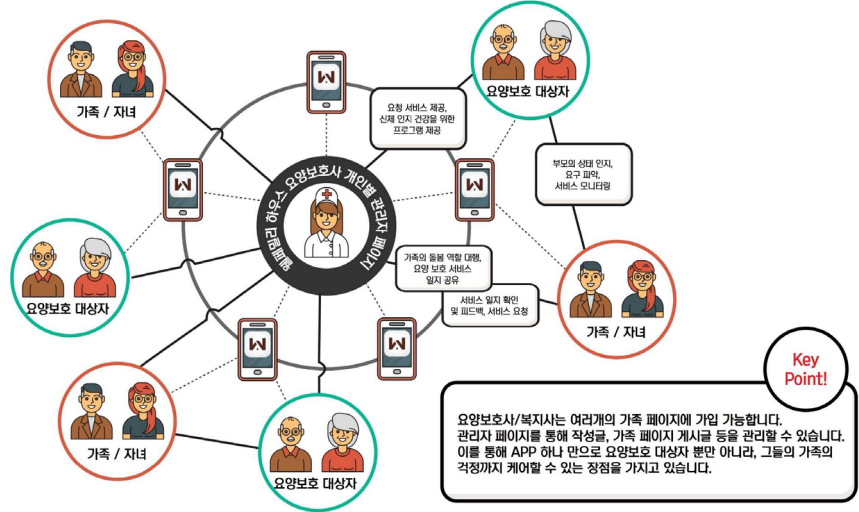 가족 / 자녀
요양보호 대상자
요청 서비스 제공,
신체 인지 건강을 위한
프로그램 제공
부모의 상태 인지,
요구 파악,
서비스 모니터링
웰패밀리 하우스 요양보호사 개인별 관리자 페이지
요양보호 대상자
가족의 돌봄 역할 대행,
요양 보호 서비스
일지 공유
서비스 일지 확인
및 피드백, 서비스 요청
가족 / 자녀
가족 / 자녀
요양보호 대상자
Key
Point!
요양보호사/복지사는 여러개의 가족 페이지에 가입 가능합니다.
관리자 페이지를 통해 작성글, 가족 페이지 게시글 등을 관리할 수 있습니다.
이를 통해 APP 하나 만으로 요양보호 대상자 뿐만 아니라, 그들의 가족의
걱정까지 케어할 수 있는 장점을 가지고 있습니다.